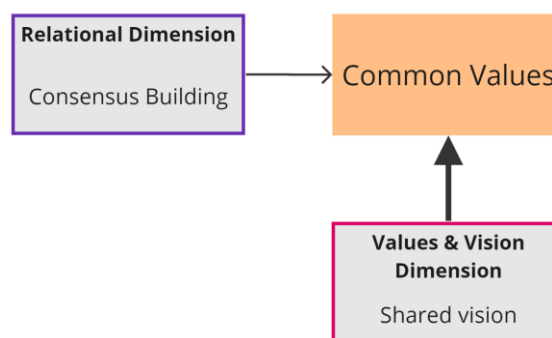 Relational Dimension
Consensus Building
Common Values
Values & Vision
Dimension
Shared vision